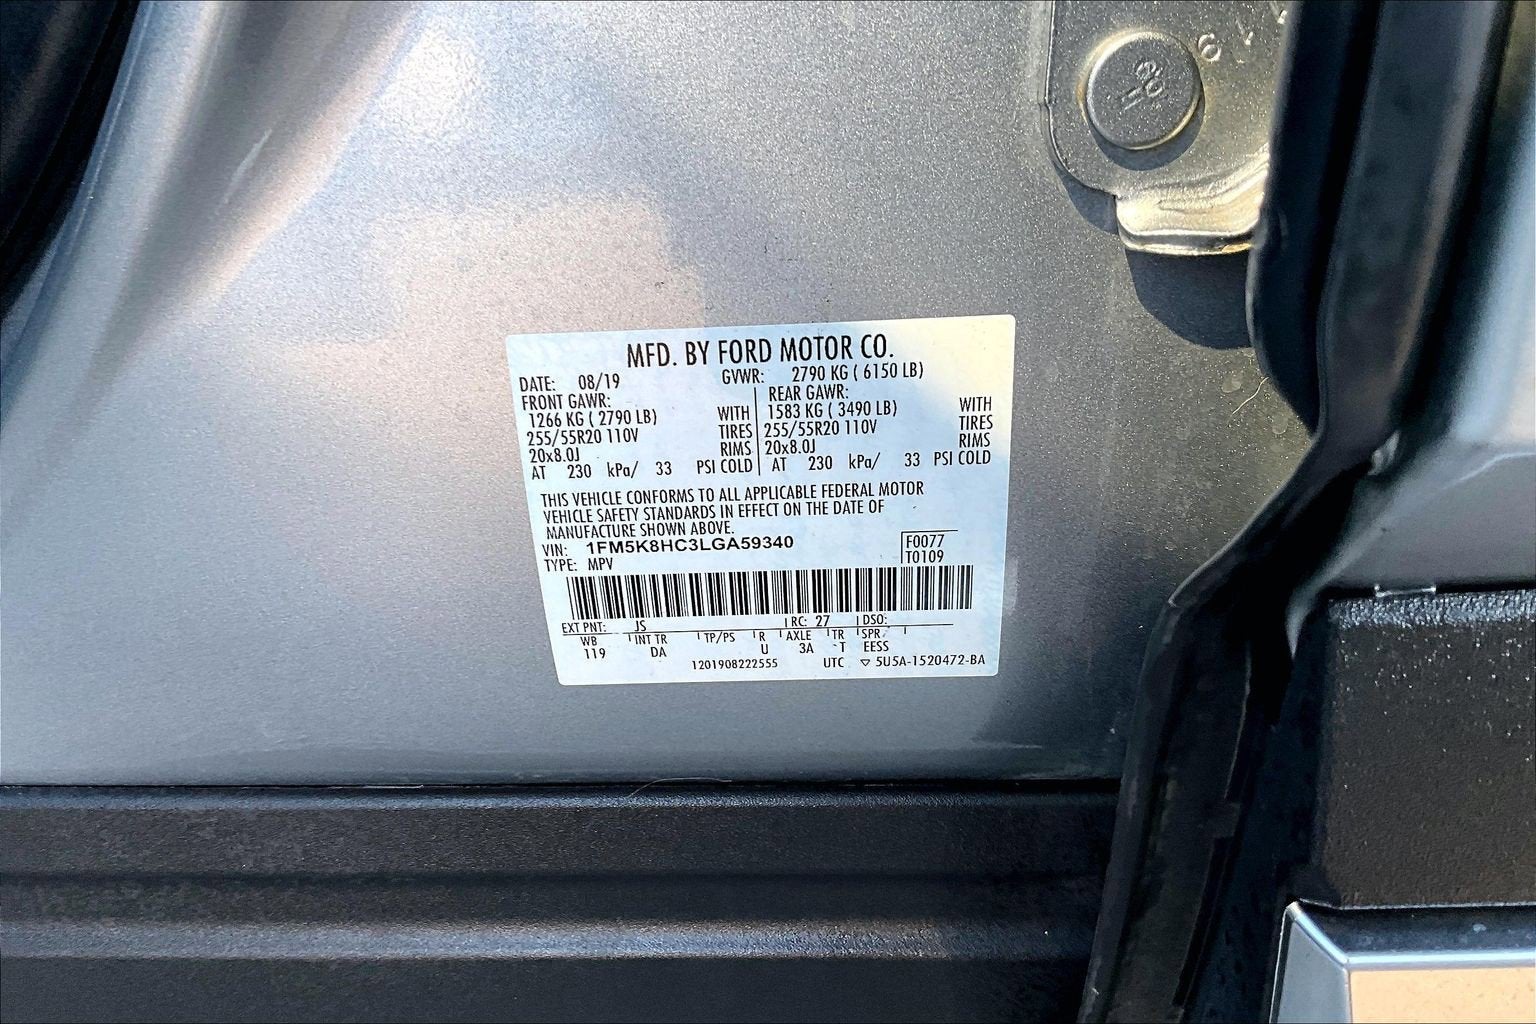 MFD. BY FORD MOTOR CO.
DATE: 08/19 GVWR: 2790 KG ( 6150 LB)
FRONT GAWR: REAR GAWR:
1266 KG ( 2790 LB) WITH 1583 KG ( 3490 LB) WITH
255/55R20 110V TIRES 255/55R20 110V TIRES
20x8.0J RIMS 20x8.0J RIMS
AT 230 kPa/ 33 PSI COLD AT 230 kPa/ 33 PSI COLD
THIS VEHICLE CONFORMS TO ALL APPLICABLE FEDERAL MOTOR
VEHICLE SAFETY STANDARDS IN EFFECT ON THE DATE OF
MANUFACTURE SHOWN ABOVE.
VIN: 1FM5K8HC3LGA59340 F0077
TYPE: MPV T0109
EXT PNT: JS RC: 27 DSO:
WB INT TR TP/PS R AXLE TR SPR
119 DA U 3A T EESS
1201908222555 UTC ▽ 5U5A-1520472-BA